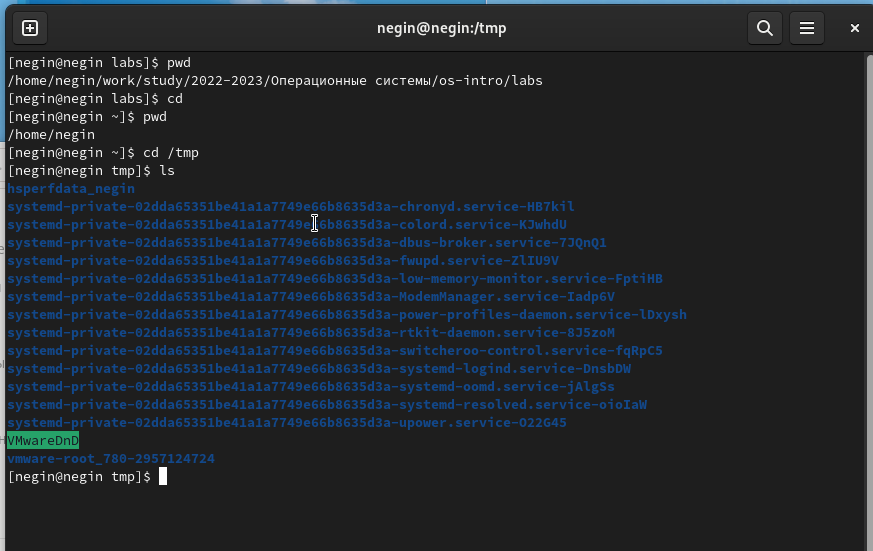 negin@negin:/tmp
[negin@negin labs]$ pwd
/home/negin/work/study/2022-2023/Операционные системы/os-intro/labs
[negin@negin labs]$ cd
[negin@negin ~]$ pwd
/home/negin
[negin@negin ~]$ cd /tmp
[negin@negin tmp]$ ls
hsperfdata_negin
systemd-private-02dda65351be41a1a7749e66b8635d3a-chronyd.service-HB7kil
systemd-private-02dda65351be41a1a7749e66b8635d3a-colord.service-KJwhdU
systemd-private-02dda65351be41a1a7749e66b8635d3a-dbus-broker.service-7JQnQ1
systemd-private-02dda65351be41a1a7749e66b8635d3a-fwupd.service-ZlIU9V
systemd-private-02dda65351be41a1a7749e66b8635d3a-low-memory-monitor.service-FptiHB
systemd-private-02dda65351be41a1a7749e66b8635d3a-ModemManager.service-Iadp6V
systemd-private-02dda65351be41a1a7749e66b8635d3a-power-profiles-daemon.service-lDxysh
systemd-private-02dda65351be41a1a7749e66b8635d3a-rtkit-daemon.service-8J5zoM
systemd-private-02dda65351be41a1a7749e66b8635d3a-switcheroo-control.service-fqRpC5
systemd-private-02dda65351be41a1a7749e66b8635d3a-systemd-logind.service-DnsbDW
systemd-private-02dda65351be41a1a7749e66b8635d3a-systemd-oomd.service-jAlgSs
systemd-private-02dda65351be41a1a7749e66b8635d3a-systemd-resolved.service-oioIaW
systemd-private-02dda65351be41a1a7749e66b8635d3a-upower.service-O22G45
VMwareDnD
vmware-root_780-2957124724
[negin@negin tmp]$